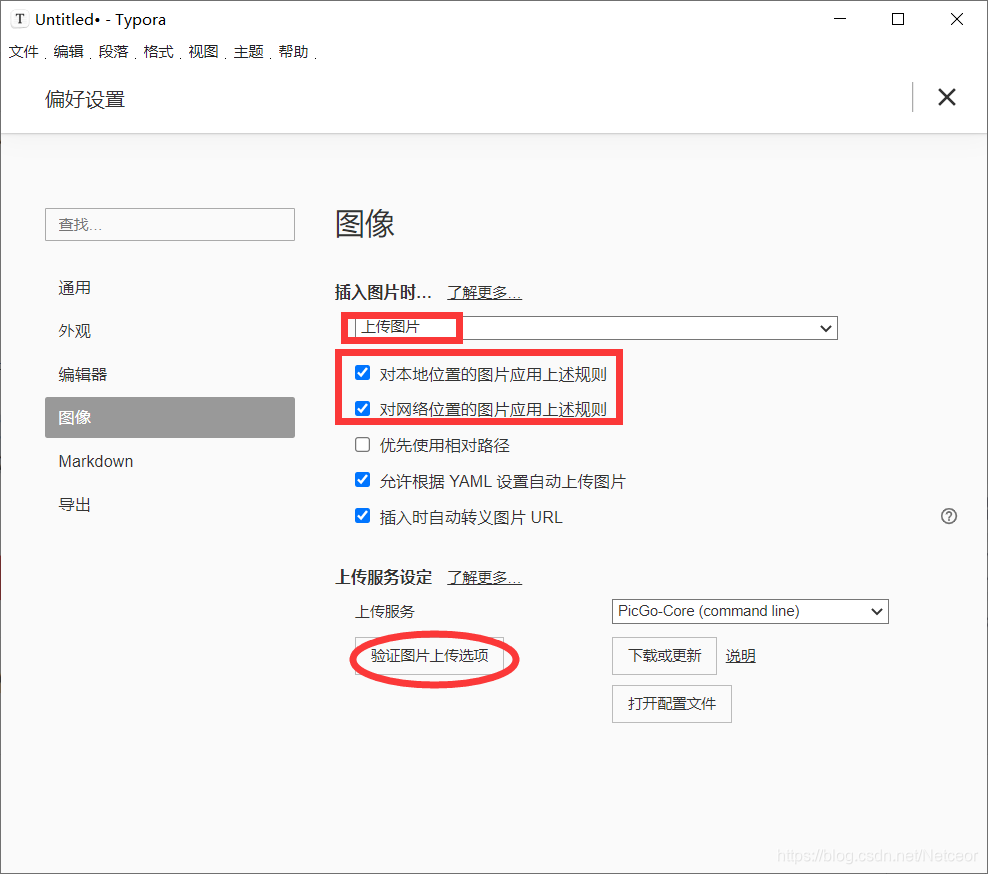 T Untitled• - Typora
文件 编辑 段落 格式 视图 主题 帮助
偏好设置
查找...
图像
通用
外观
编辑器
图像
Markdown
导出
插入图片时... 了解更多...
上传图片
对本地位置的图片应用上述规则
对网络位置的图片应用上述规则
优先使用相对路径
允许根据 YAML 设置自动上传图片
插入时自动转义图片 URL
上传服务设定 了解更多...
上传服务 PicGo-Core (command line)
验证图片上传选项 下载或更新 说明
打开配置文件
https://blog.csdn.net/Netceor